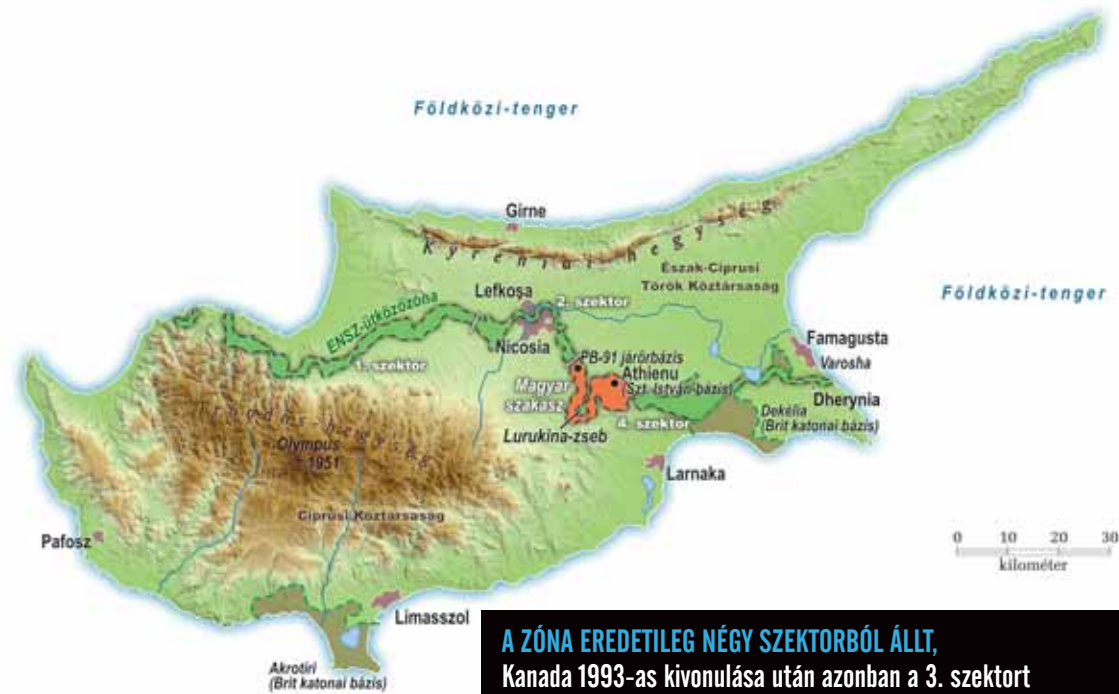 Földközi-tenger
Girne
Kyreniai-hegység
Észak-Ciprusi
Török Köztársaság
Földközi-tenger
Lefkoşa
2. szektor
ENSZ-ütközőzóna
Famagusta
Varosha
Nicosia
1. szektor
PB-91 járőrbázis
Athienu
(Szt. István-bázis)
Magyar
szakasz
Dherynia
Dekélia
(Brit katonai bázis)
Lurukina-zseb
4. szektor
Troodos-hegység
Olympus
1951
Larnaka
Ciprusi Köztársaság
Pafosz
0 10 20 30
kilométer
Limasszol
Akrotiri
(Brit katonai bázis)
A ZÓNA EREDETILEG NÉGY SZEKTORBÓL ÁLLT,
Kanada 1993-as kivonulása után azonban a 3. szektort